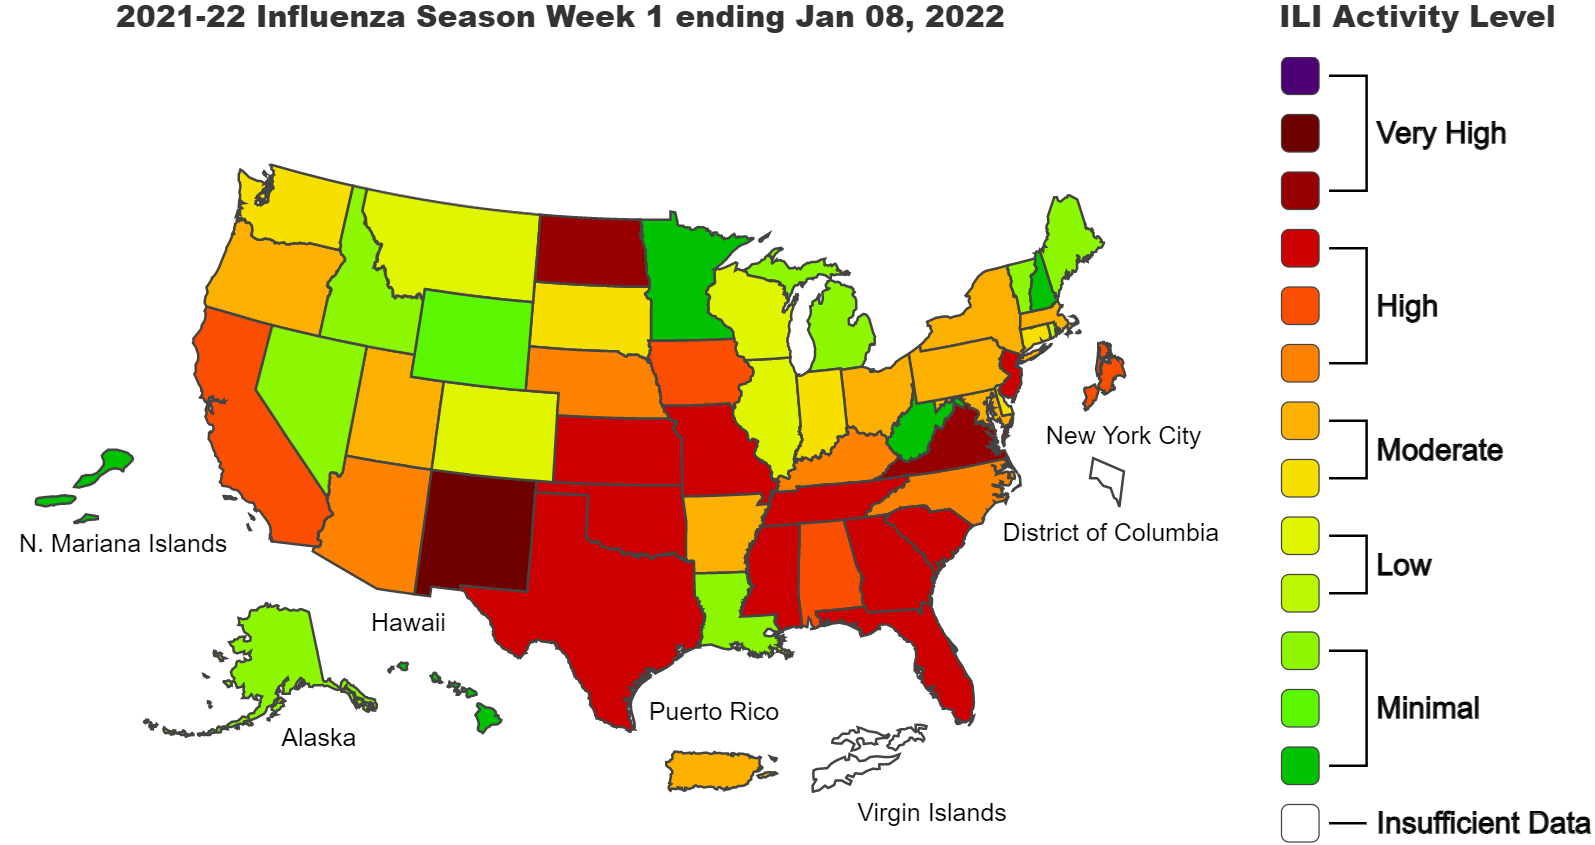 2021-22 Influenza Season Week 1 ending Jan 08, 2022
ILI Activity Level
Very High
High
Moderate
Low
Minimal
Insufficient Data
New York City
District of Columbia
N. Mariana Islands
Hawaii
Alaska
Puerto Rico
Virgin Islands